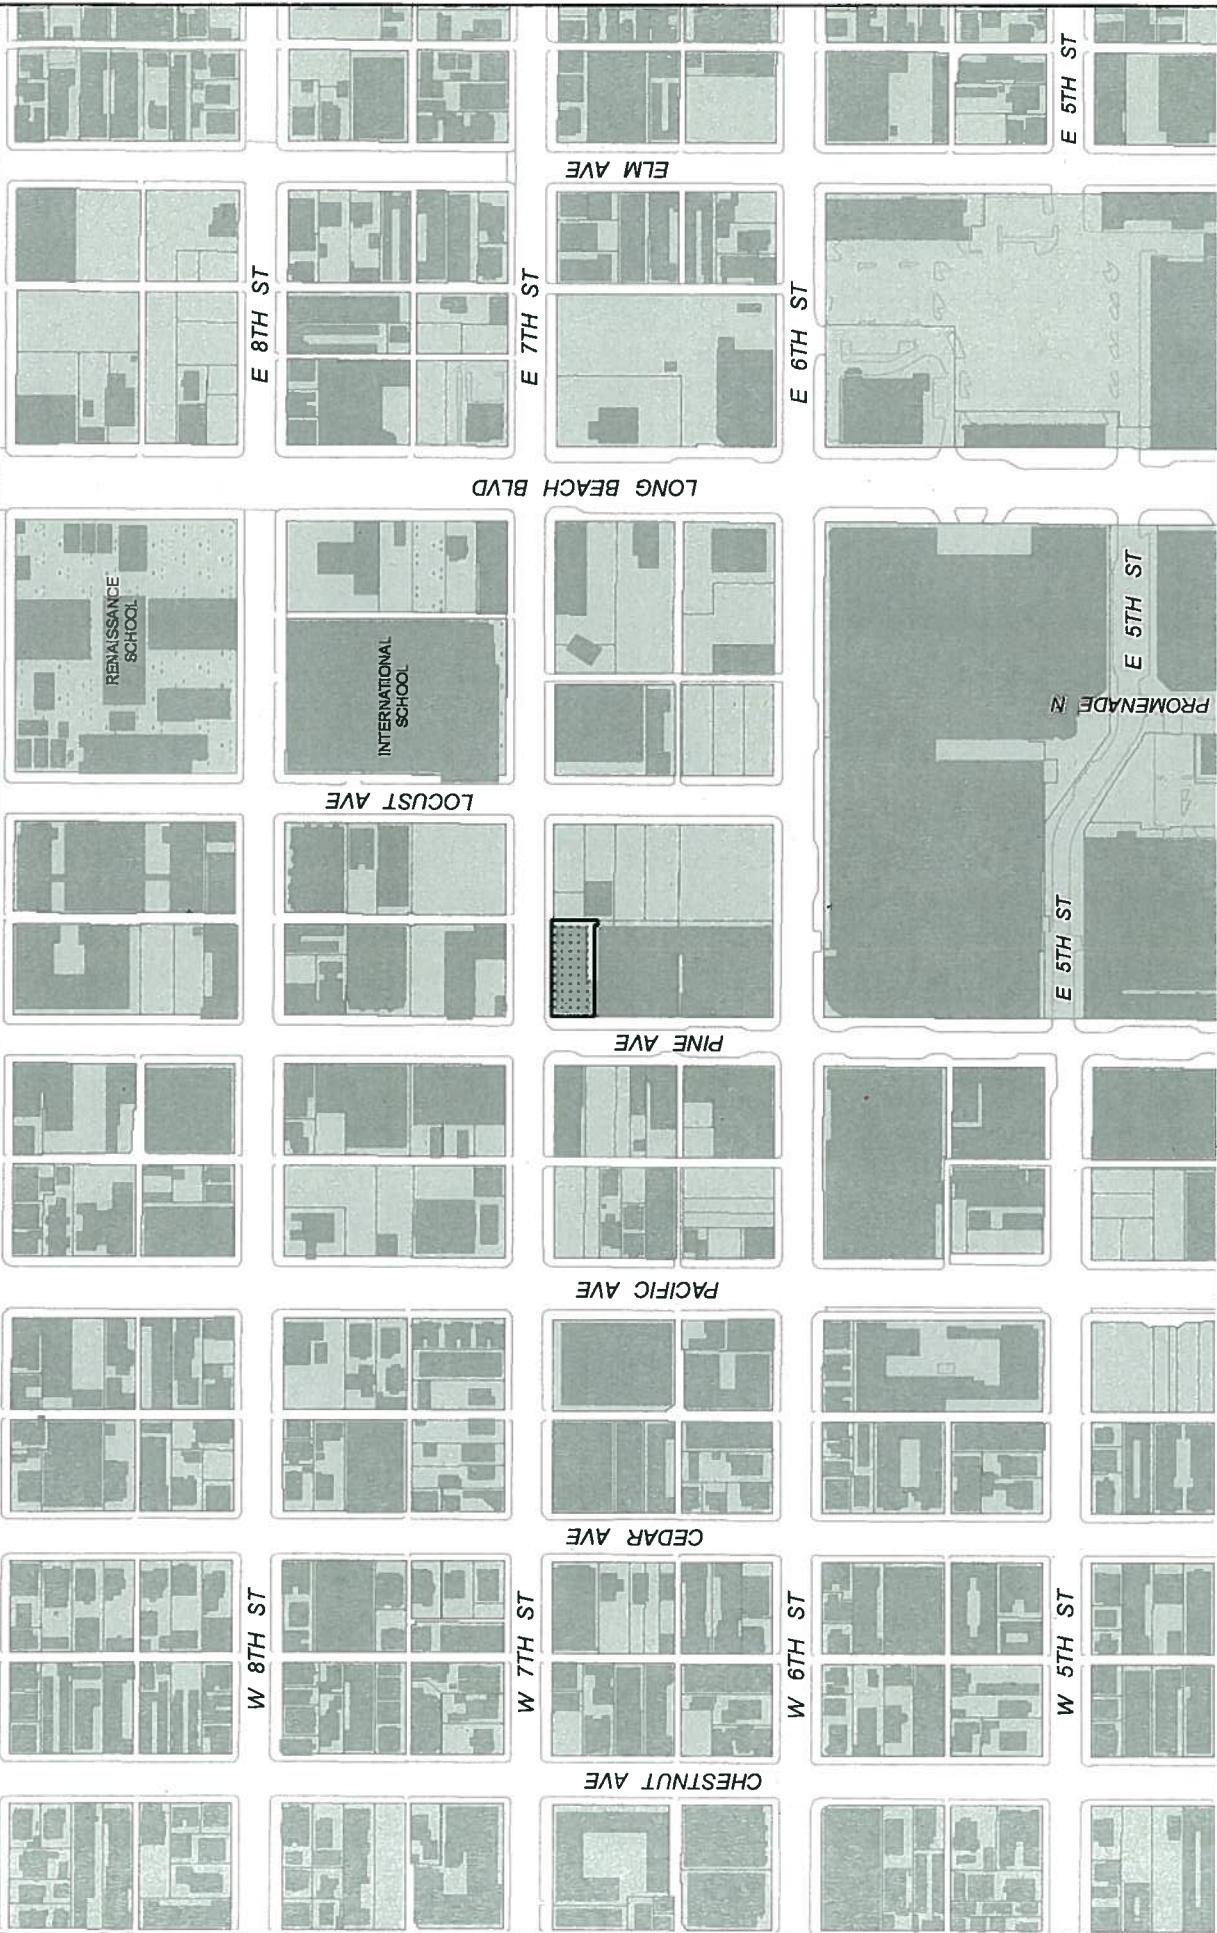 E 5TH ST
ELM AVE
E 8TH ST
E 7TH ST
E 6TH ST
LONG BEACH BLVD
RENAISSANCE
SCHOOL
INTERNATIONAL
SCHOOL
E 5TH ST
PROMENADE N
LOCUST AVE
E 5TH ST
PINE AVE
PACIFIC AVE
CEDAR AVE
W 8TH ST
W 7TH ST
W 6TH ST
W 5TH ST
CHESTNUT AVE